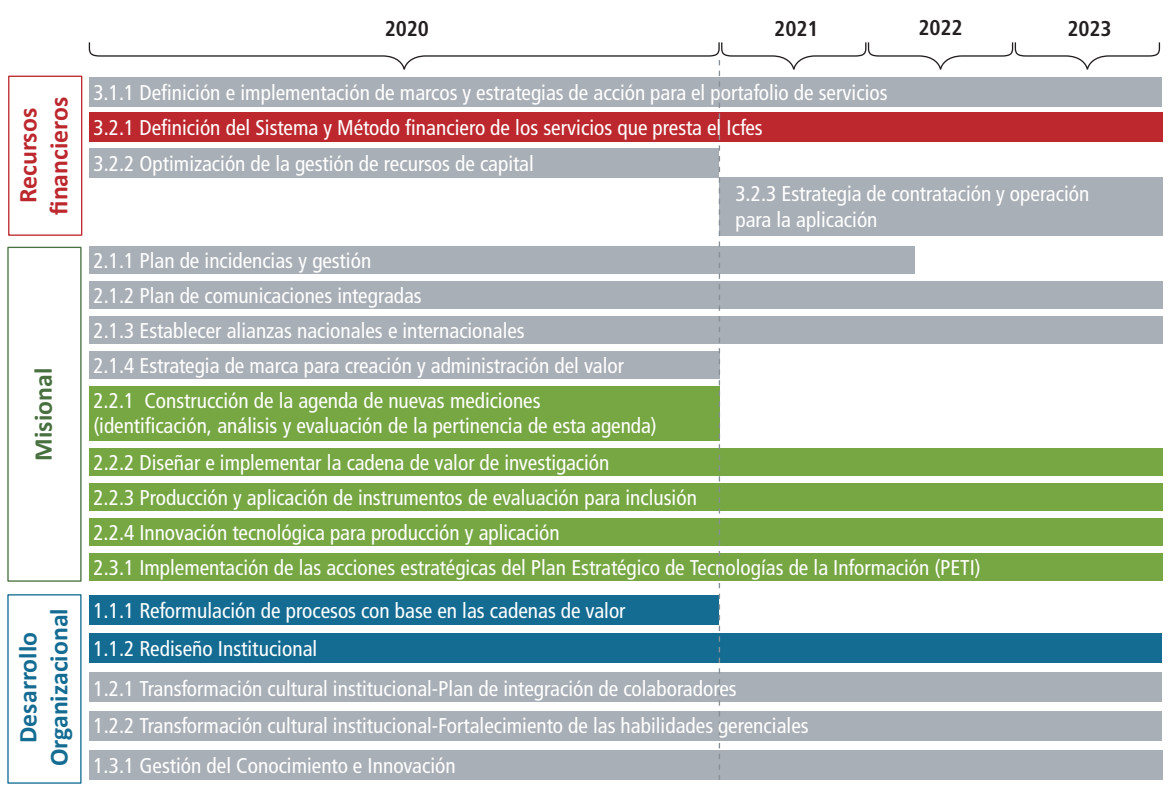 2020
2021
2022
2023
Recursos
financieros
3.1.1 Definición e implementación de marcos y estrategias de acción para el portafolio de servicios
3.2.1 Definición del Sistema y Método financiero de los servicios que presta el Icfes
3.2.2 Optimización de la gestión de recursos de capital
3.2.3 Estrategia de contratación y operación
para la aplicación
Misional
2.1.1 Plan de incidencias y gestión
2.1.2 Plan de comunicaciones integradas
2.1.3 Establecer alianzas nacionales e internacionales
2.1.4 Estrategia de marca para creación y administración del valor
2.2.1 Construcción de la agenda de nuevas mediciones
(identificación, análisis y evaluación de la pertinencia de esta agenda)
2.2.2 Diseñar e implementar la cadena de valor de investigación
2.2.3 Producción y aplicación de instrumentos de evaluación para inclusión
2.2.4 Innovación tecnológica para producción y aplicación
2.3.1 Implementación de las acciones estratégicas del Plan Estratégico de Tecnologías de la Información (PETI)
Desarrollo
Organizacional
1.1.1 Reformulación de procesos con base en las cadenas de valor
1.1.2 Rediseño Institucional
1.2.1 Transformación cultural institucional-Plan de integración de colaboradores
1.2.2 Transformación cultural institucional-Fortalecimiento de las habilidades gerenciales
1.3.1 Gestión del Conocimiento e Innovación